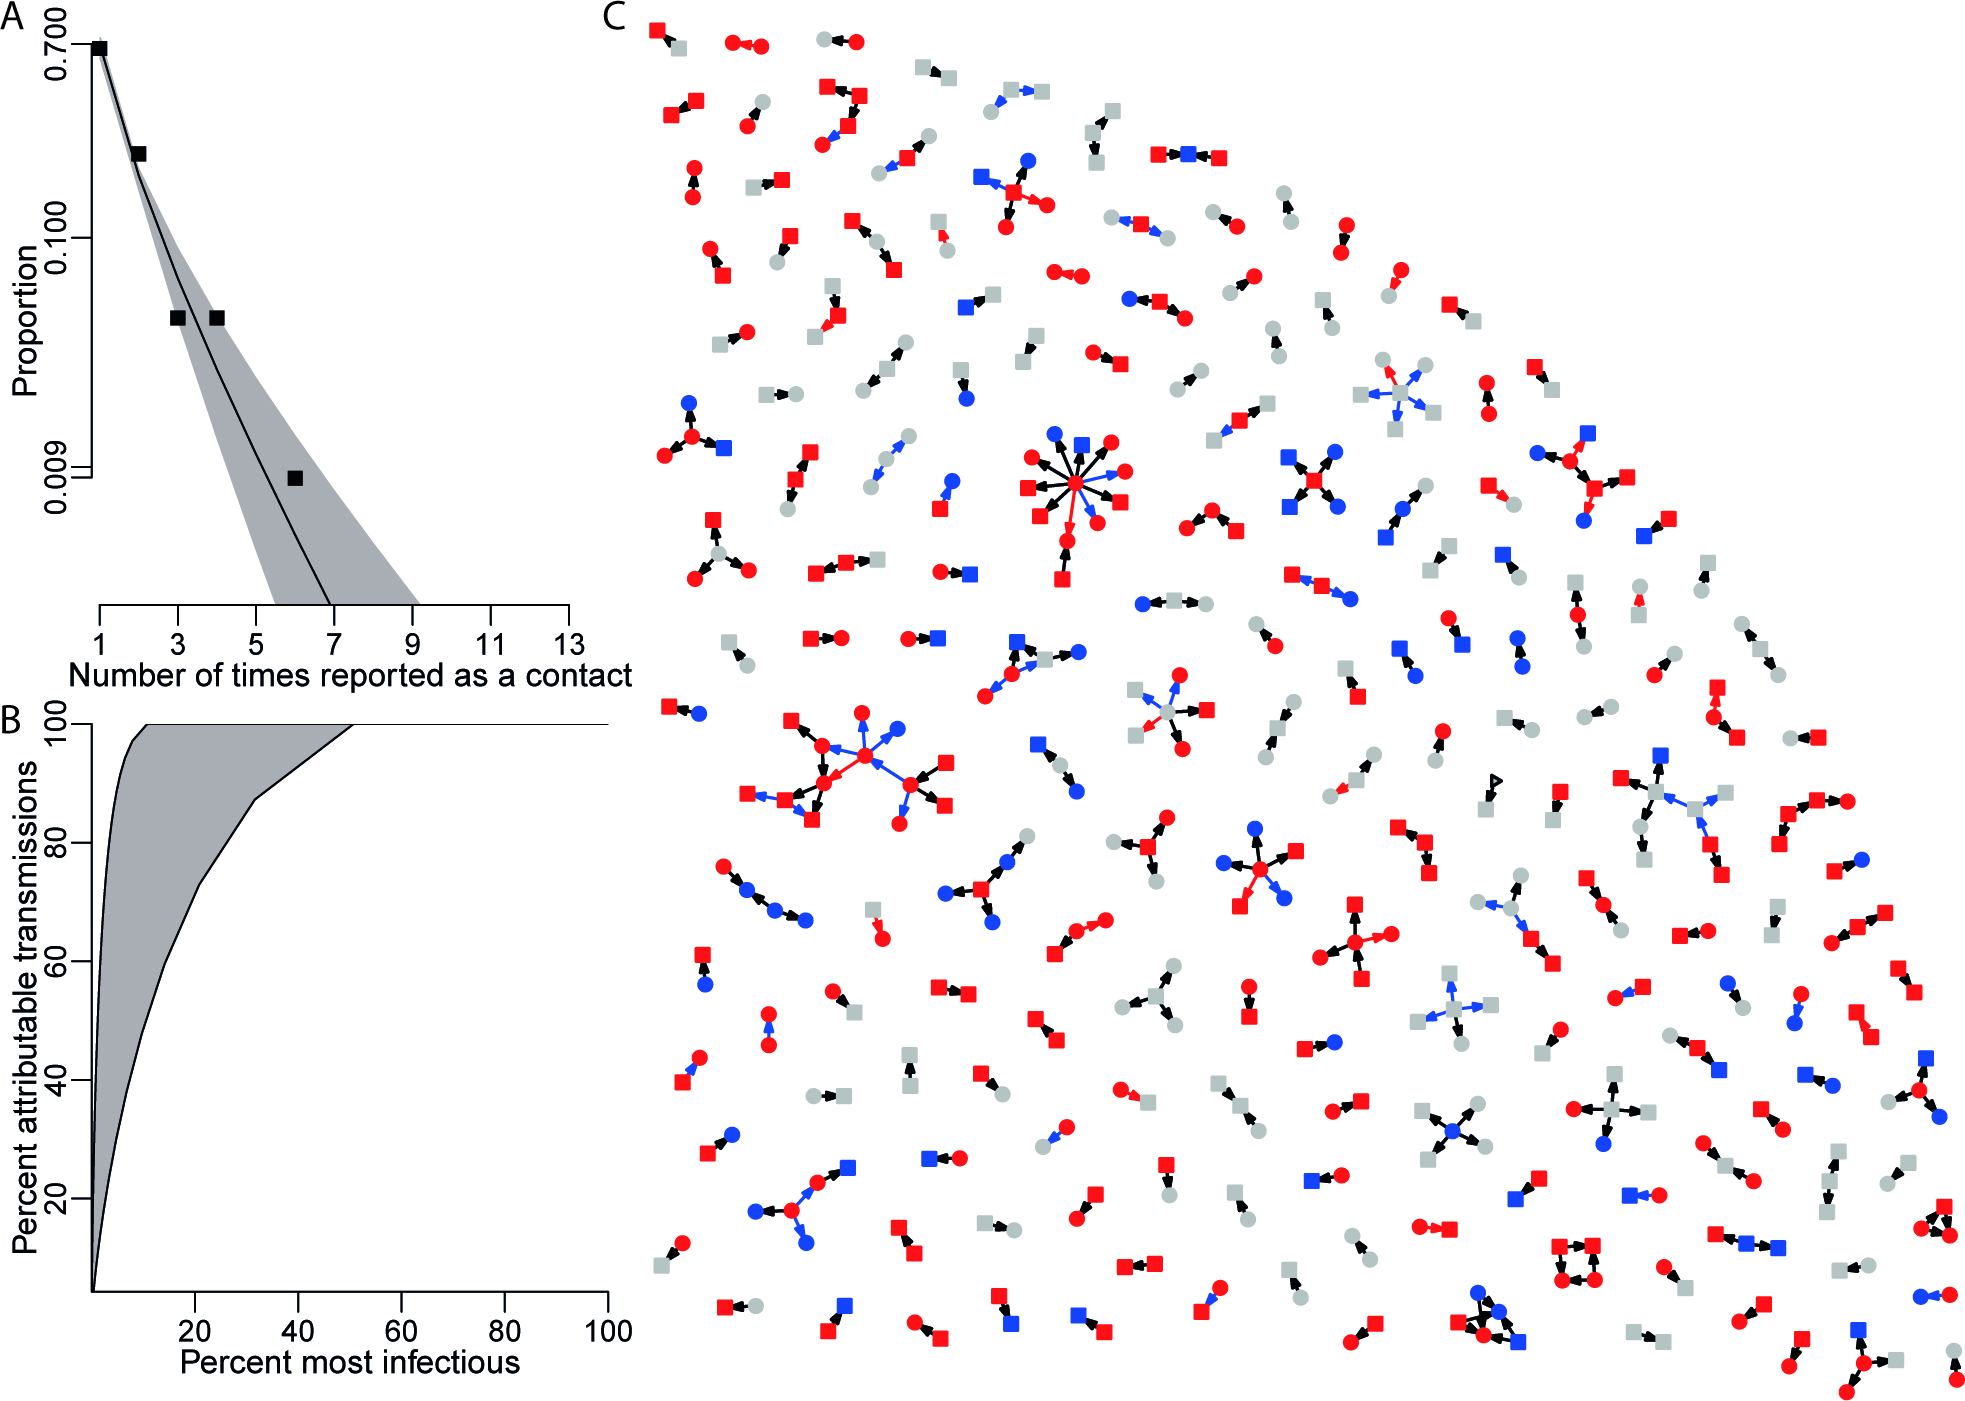 A
0.700
0.100
0.009
Proportion
1 3 5 7 9 11 13
Number of times reported as a contact
B
100
80
60
40
20
Percent attributable transmissions
20 40 60 80 100
Percent most infectious
C